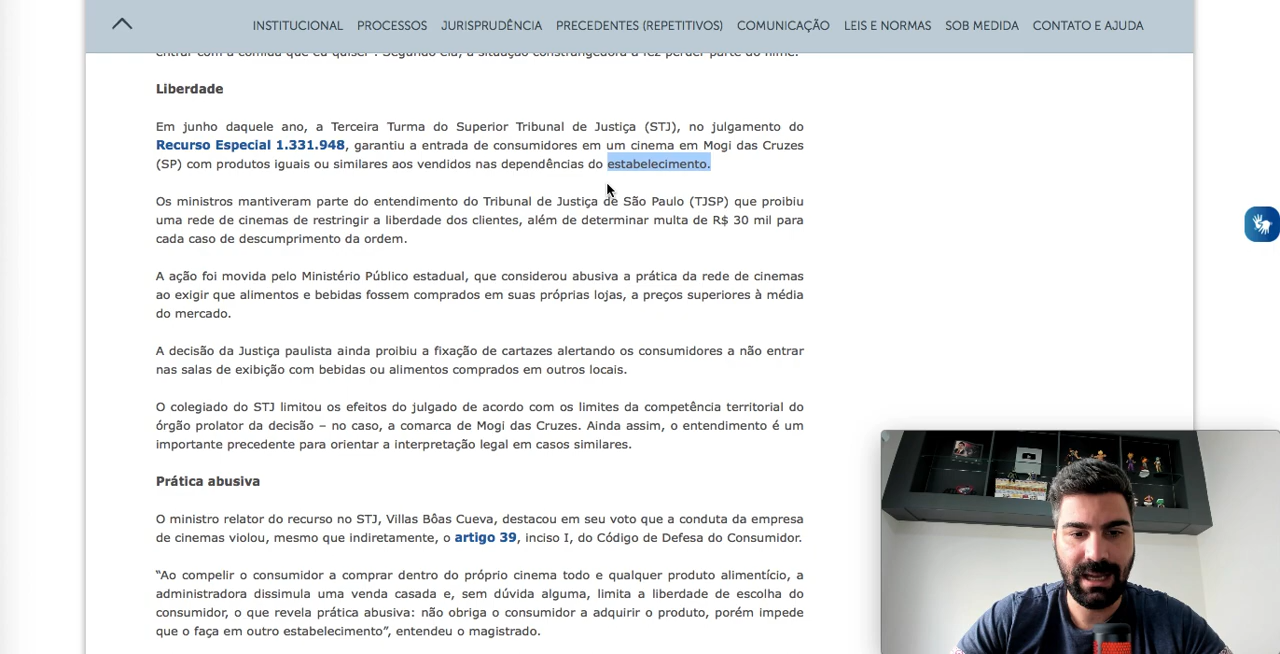 INSTITUCIONAL PROCESSOS JURISPRUDÊNCIA PRECEDENTES (REPETITIVOS) COMUNICAÇÃO LEIS E NORMAS SOB MEDIDA CONTATO E AJUDA
entrar com a comida que eu quiser". Segundo ela, a situação constrangedora a fez perder parte do filme.
Liberdade
Em junho daquele ano, a Terceira Turma do Superior Tribunal de Justiça (STJ), no julgamento do
Recurso Especial 1.331.948, garantiu a entrada de consumidores em um cinema em Mogi das Cruzes
(SP) com produtos iguais ou similares aos vendidos nas dependências do estabelecimento.
Os ministros mantiveram parte do entendimento do Tribunal de Justiça de São Paulo (TJSP) que proibiu
uma rede de cinemas de restringir a liberdade dos clientes, além de determinar multa de R$ 30 mil para
cada caso de descumprimento da ordem.
A ação foi movida pelo Ministério Público estadual, que considerou abusiva a prática da rede de cinemas
ao exigir que alimentos e bebidas fossem comprados em suas próprias lojas, a preços superiores à média
do mercado.
A decisão da Justiça paulista ainda proibiu a fixação de cartazes alertando os consumidores a não entrar
nas salas de exibição com bebidas ou alimentos comprados em outros locais.
O colegiado do STJ limitou os efeitos do julgado de acordo com os limites da competência territorial do
órgão prolator da decisão – no caso, a comarca de Mogi das Cruzes. Ainda assim, o entendimento é um
importante precedente para orientar a interpretação legal em casos similares.
Prática abusiva
O ministro relator do recurso no STJ, Villas Bôas Cueva, destacou em seu voto que a conduta da empresa
de cinemas violou, mesmo que indiretamente, o artigo 39, inciso I, do Código de Defesa do Consumidor.
“Ao compelir o consumidor a comprar dentro do próprio cinema todo e qualquer produto alimentício, a
administradora dissimula uma venda casada e, sem dúvida alguma, limita a liberdade de escolha do
consumidor, o que revela prática abusiva: não obriga o consumidor a adquirir o produto, porém impede
que o faça em outro estabelecimento”, entendeu o magistrado.